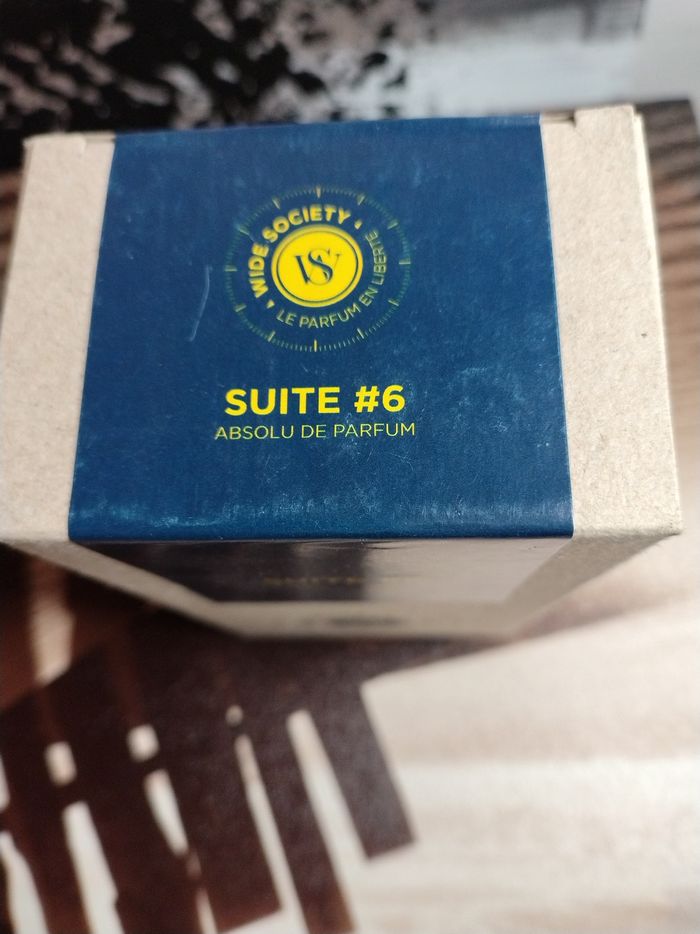 WIDE SOCIETY
LE PARFUM EN LIBERTÉ
WS
SUITE #6
ABSOLU DE PARFUM